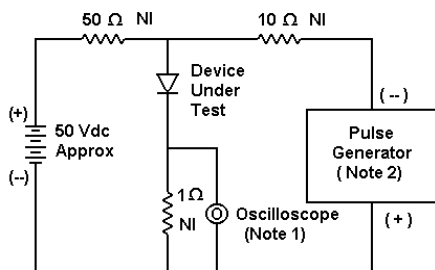 50 Ω NI
10 Ω NI
Device
Under
Test
(+)
50 Vdc
Approx
(--)
( -- )
Pulse
Generator
( Note 2)
( + )
1Ω
NI
Oscilloscope
(Note 1)